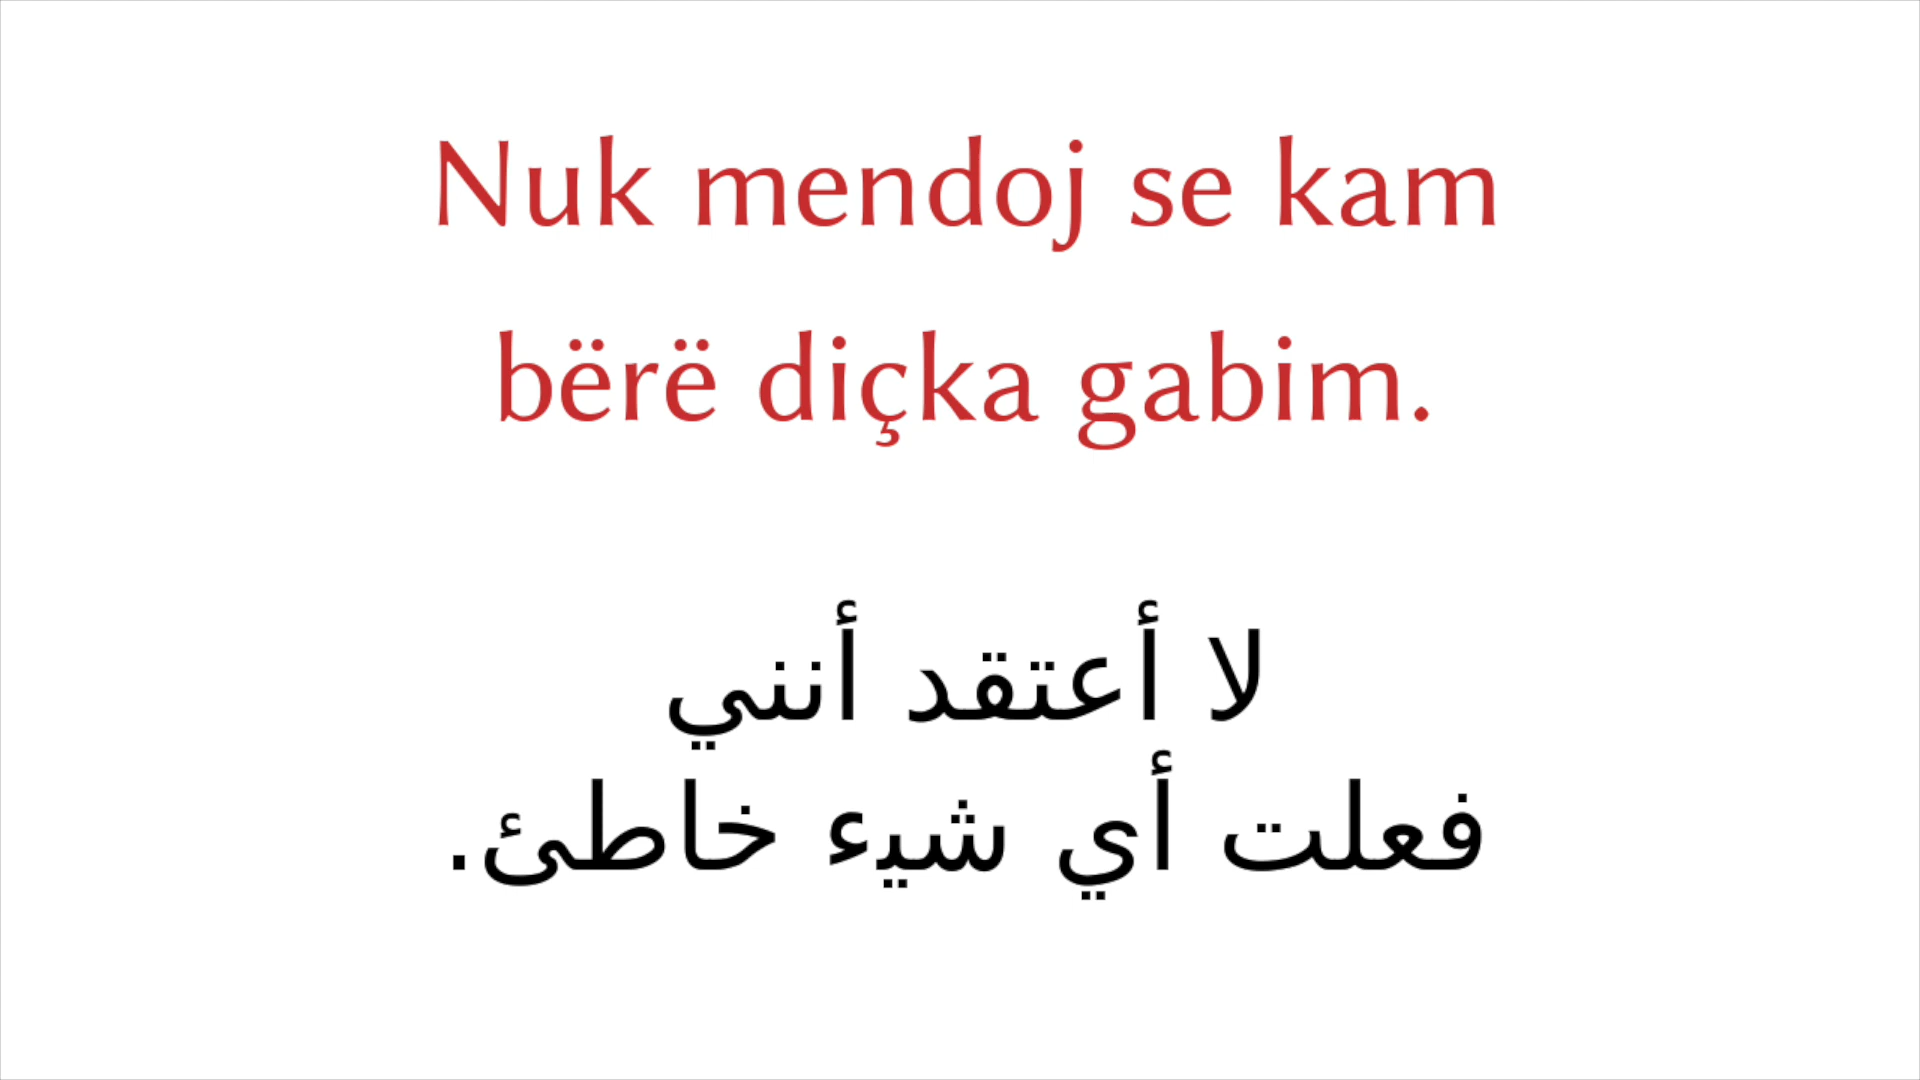 Nuk mendoj se kam
bërë diçka gabim.
لا أعتقد أنني
فعلت أي شيء خاطئ.